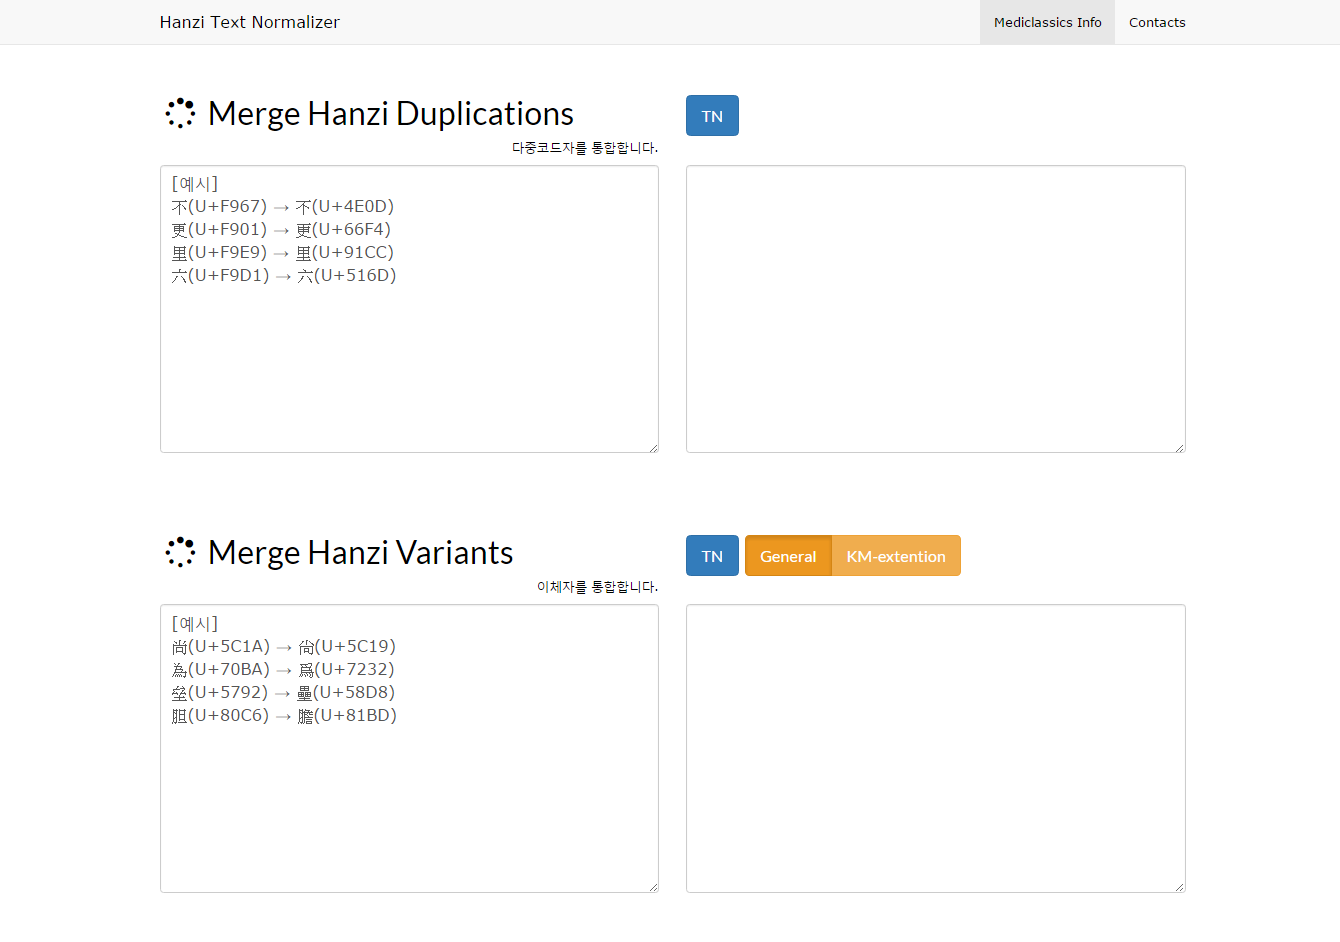 Hanzi Text Normalizer
Mediclassics Info
Contacts
Merge Hanzi Duplications
TN
다중코드자를 통합합니다.
[예시]
不(U+F967) → 不(U+4E0D)
更(U+F901) → 更(U+66F4)
里(U+F9E9) → 里(U+91CC)
六(U+F9D1) → 六(U+516D)
Merge Hanzi Variants
TN
General
KM-extention
이체자를 통합합니다.
[예시]
尚(U+5C1A) → 尙(U+5C19)
為(U+70BA) → 爲(U+7232)
垒(U+5792) → 壘(U+58D8)
胆(U+80C6) → 膽(U+81BD)